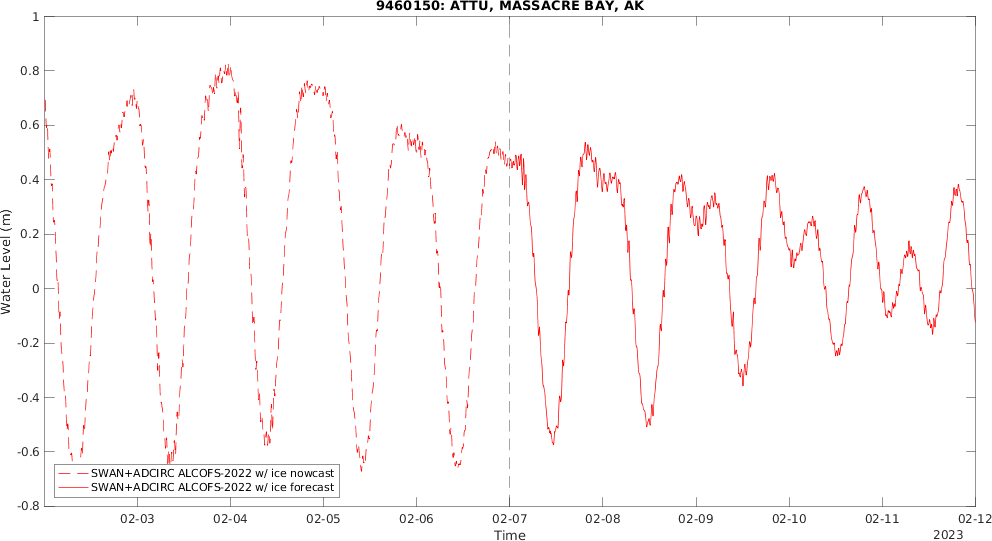 9460150: ATTU, MASSACRE BAY, AK
1
0.8
0.6
0.4
0.2
0
-0.2
-0.4
-0.6
-0.8
Water Level (m)
SWAN+ADCIRC ALCOFS-2022 w/ ice nowcast
SWAN+ADCIRC ALCOFS-2022 w/ ice forecast
02-03 02-04 02-05 02-06 02-07 02-08 02-09 02-10 02-11 02-12
Time
2023